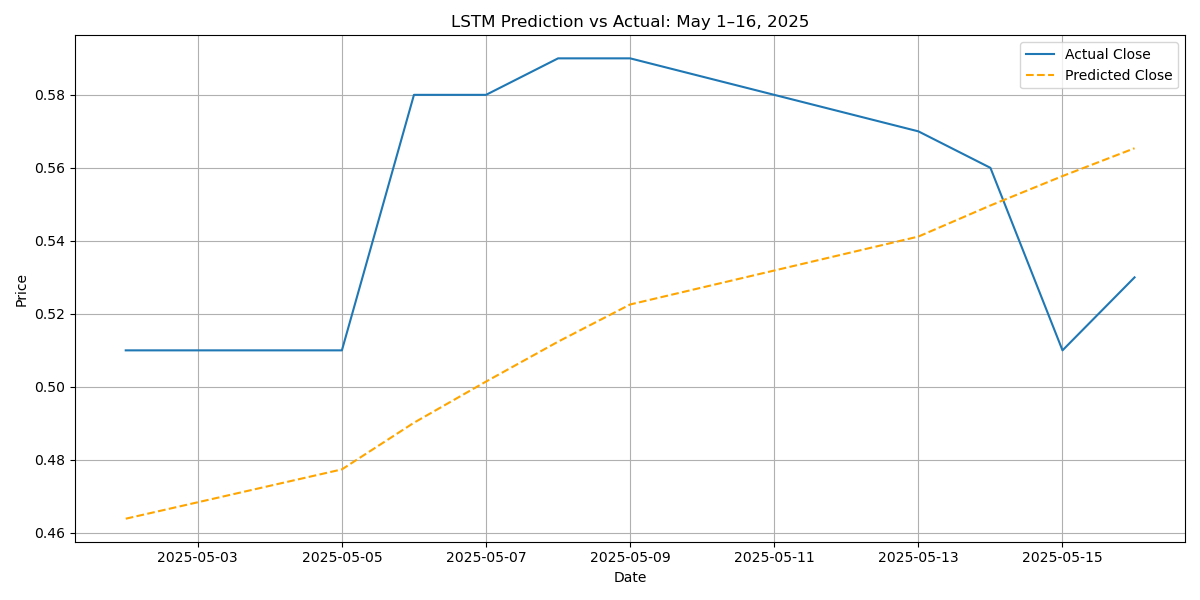 LSTM Prediction vs Actual: May 1–16, 2025
Actual Close
Predicted Close
Price
0.58
0.56
0.54
0.52
0.50
0.48
0.46
2025-05-03 2025-05-05 2025-05-07 2025-05-09 2025-05-11 2025-05-13 2025-05-15
Date